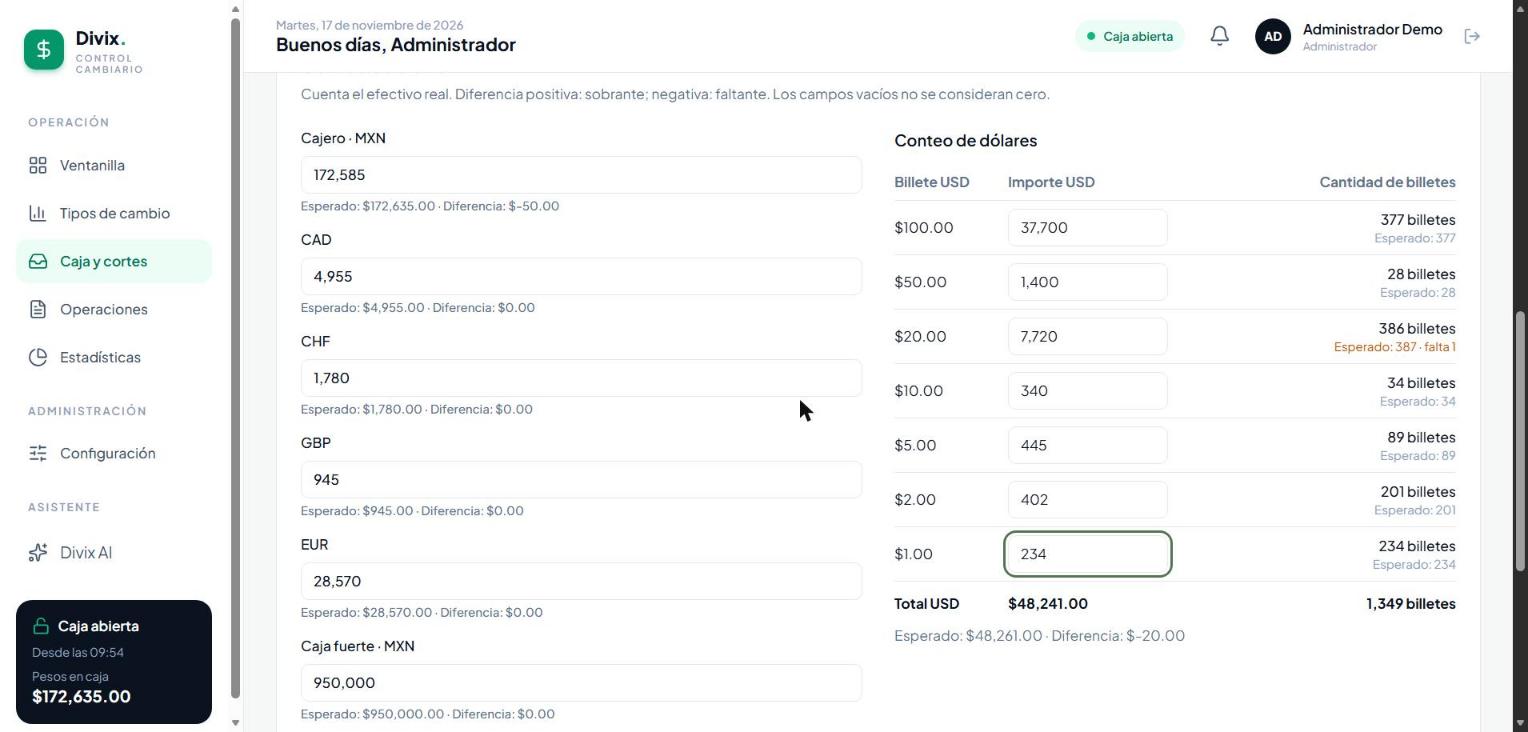 Divix.
CONTROL
CAMBIARIO
OPERACIÓN
Ventanilla
Tipos de cambio
Caja y cortes
Operaciones
Estadísticas
ADMINISTRACIÓN
Configuración
ASISTENTE
Divix AI
Caja abierta
Desde las 09:54
Pesos en caja
$172,635.00
Martes, 17 de noviembre de 2026
Buenos días, Administrador
Caja abierta
AD
Administrador Demo
Administrador
Cuenta el efectivo real. Diferencia positiva: sobrante; negativa: faltante. Los campos vacíos no se consideran cero.
Cajero · MXN
172,585
Esperado: $172,635.00 · Diferencia: $-50.00
CAD
4,955
Esperado: $4,955.00 · Diferencia: $0.00
CHF
1,780
Esperado: $1,780.00 · Diferencia: $0.00
GBP
945
Esperado: $945.00 · Diferencia: $0.00
EUR
28,570
Esperado: $28,570.00 · Diferencia: $0.00
Caja fuerte · MXN
950,000
Esperado: $950,000.00 · Diferencia: $0.00
Conteo de dólares
Billete USD Importe USD Cantidad de billetes
$100.00 37,700 377 billetes
Esperado: 377
$50.00 1,400 28 billetes
Esperado: 28
$20.00 7,720 386 billetes
Esperado: 387 · falta 1
$10.00 340 34 billetes
Esperado: 34
$5.00 445 89 billetes
Esperado: 89
$2.00 402 201 billetes
Esperado: 201
$1.00 234 234 billetes
Esperado: 234
Total USD $48,241.00 1,349 billetes
Esperado: $48,261.00 · Diferencia: $-20.00